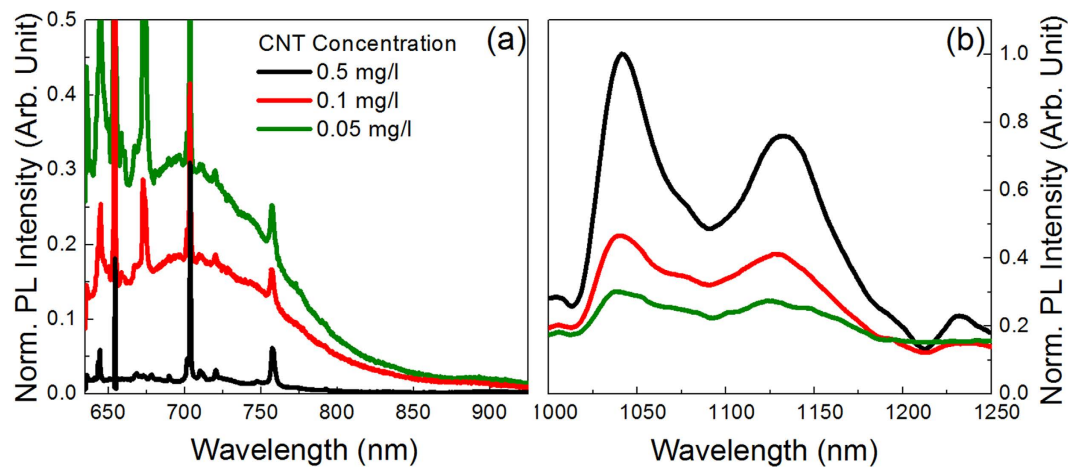 Norm. PL Intensity (Arb. Unit)
0.5
0.4
0.3
0.2
0.1
0.0
CNT Concentration
0.5 mg/l
0.1 mg/l
0.05 mg/l
(a)
650 700 750 800 850 900
Wavelength (nm)
(b)
1000 1050 1100 1150 1200 1250
Wavelength (nm)
1.0
0.8
0.6
0.4
0.2
0.0
Norm. PL Intensity (Arb. Unit)